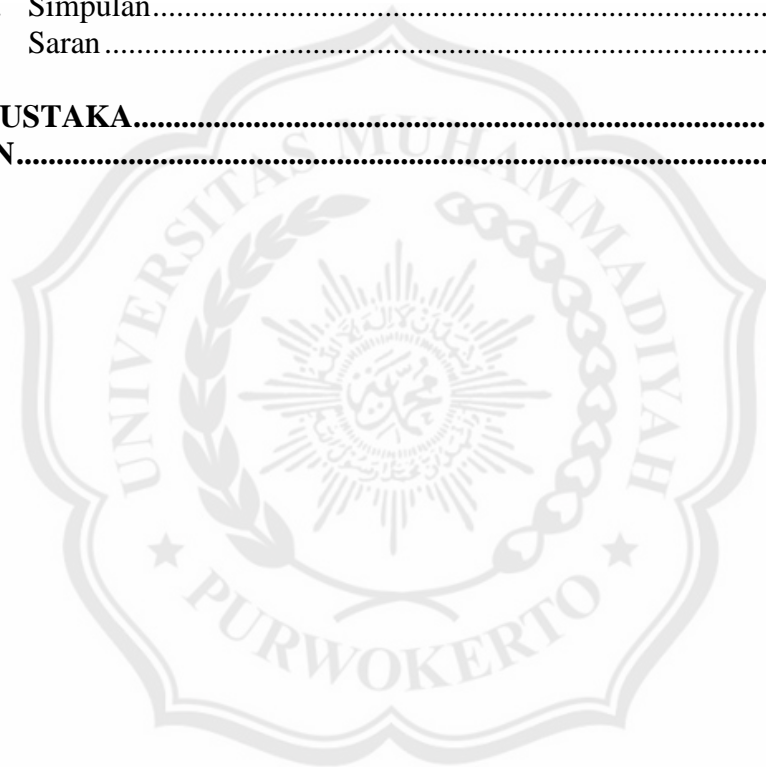 Simpulan........................................................................................
Saran..............................................................................................
USTAKA...............................................................................
N..............................................................................................
UNIVERSITAS MUHAMMADIYAH
PURWOKERTO